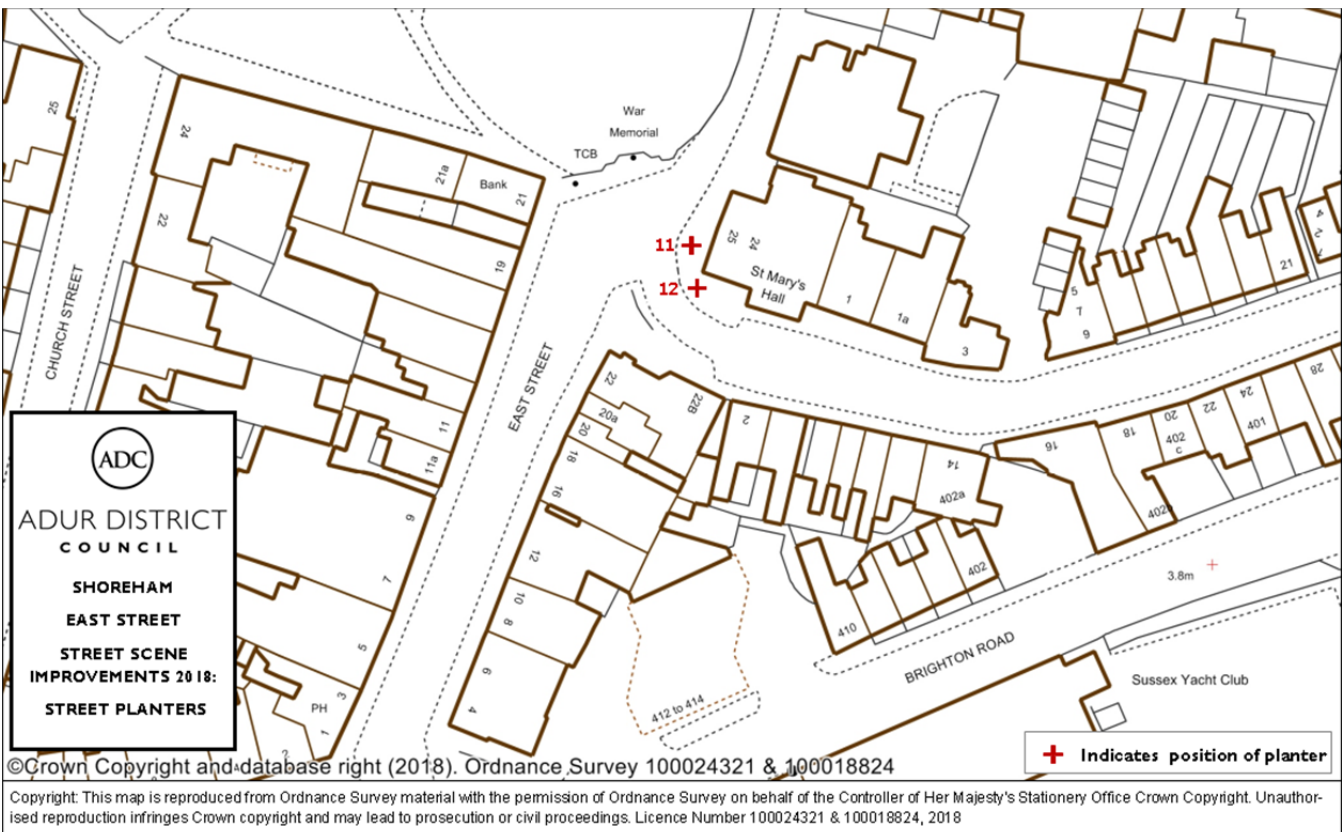 25
24
22
21a
Bank
21
19
CHURCH STREET
War
Memorial
TCB
11
12
25
24
St Mary's
Hall
1
1a
3
5
7
9
21
EAST STREET
11
11a
9
7
5
3
1
PH
2
22
20a
20
18
16
12
10
8
6
4
22B
2
14
402a
16
18
20
402
c
22
24
401
28
402b
402
410
412 to 414
3.8m
BRIGHTON ROAD
Sussex Yacht Club
ADC
ADUR DISTRICT
COUNCIL
SHOREHAM
EAST STREET
STREET SCENE
IMPROVEMENTS 2018:
STREET PLANTERS
Indicates position of planter
©Crown Copyright and database right (2018). Ordnance Survey 100024321 & 100018824
Copyright: This map is reproduced from Ordnance Survey material with the permission of Ordnance Survey on behalf of the Controller of Her Majesty's Stationery Office Crown Copyright. Unauthor-
ised reproduction infringes Crown copyright and may lead to prosecution or civil proceedings. Licence Number 100024321 & 100018824, 2018